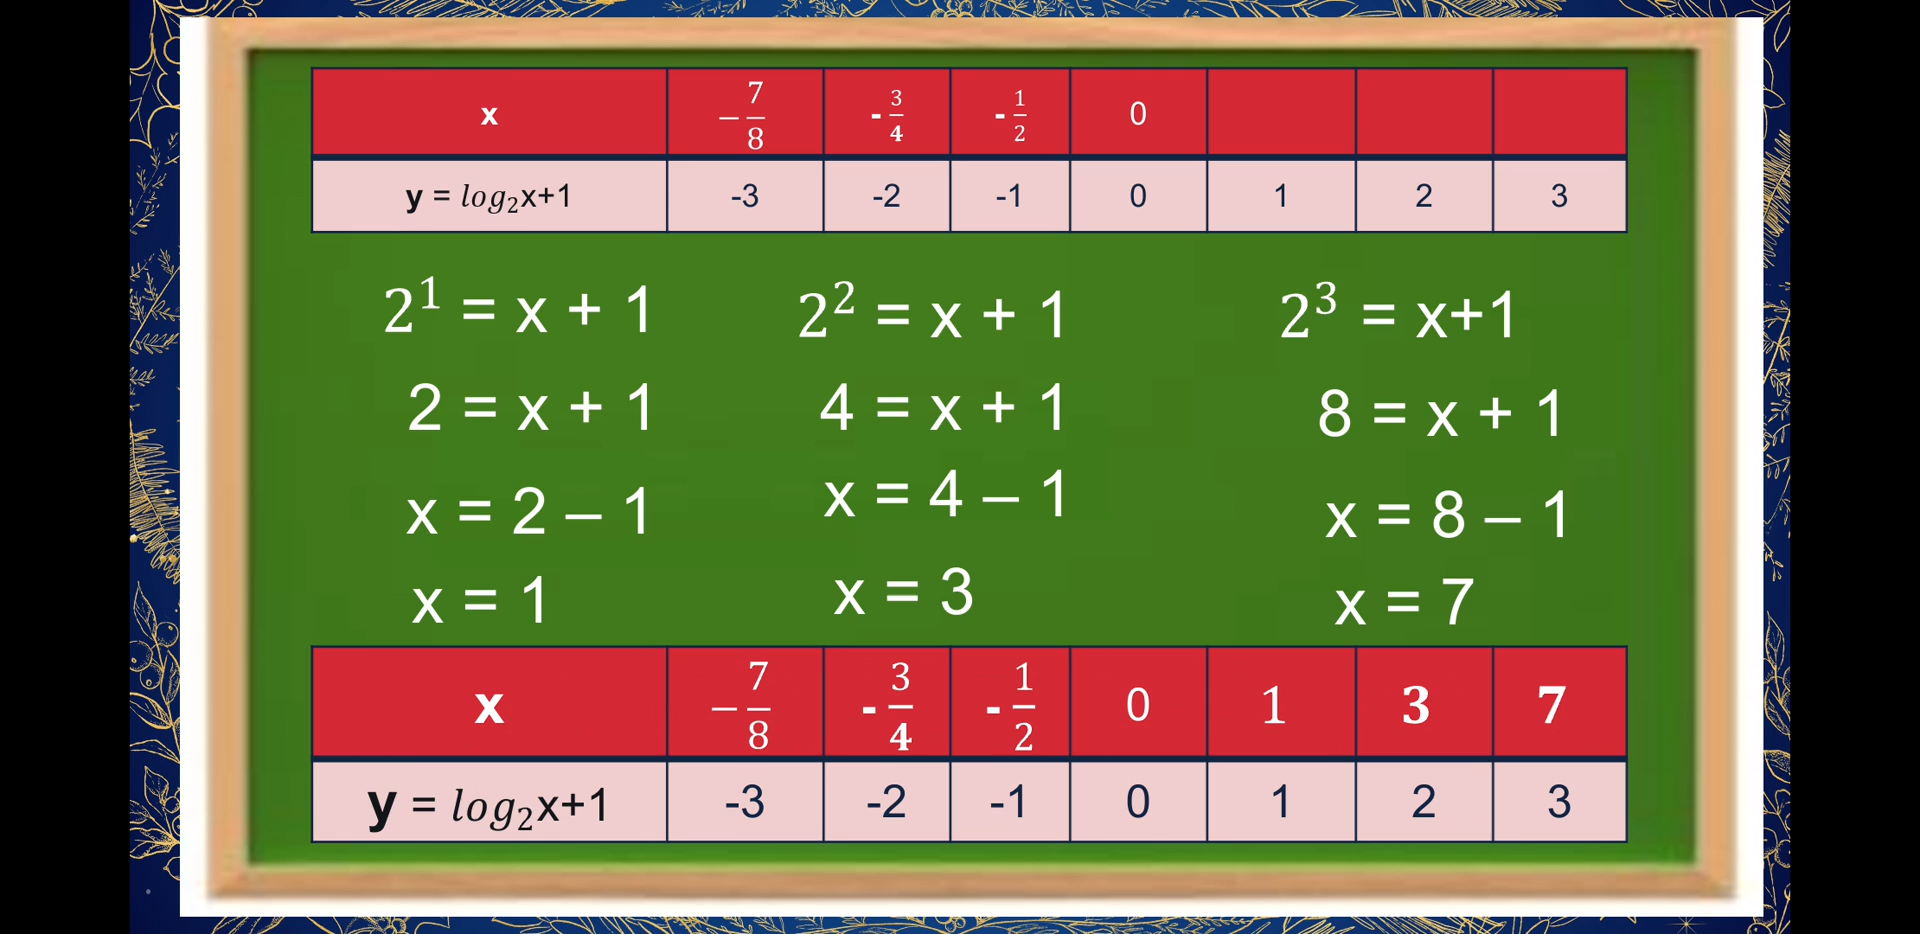 x −7/8 -3/4 -1/2 0
y = log₂x+1 -3 -2 -1 0 1 2 3
2¹ = x + 1 2² = x + 1 2³ = x+1
2 = x + 1 4 = x + 1 8 = x + 1
x = 2 – 1 x = 4 – 1 x = 8 – 1
x = 1 x = 3 x = 7
x −7/8 -3/4 -1/2 0 1 3 7
y = log₂x+1 -3 -2 -1 0 1 2 3